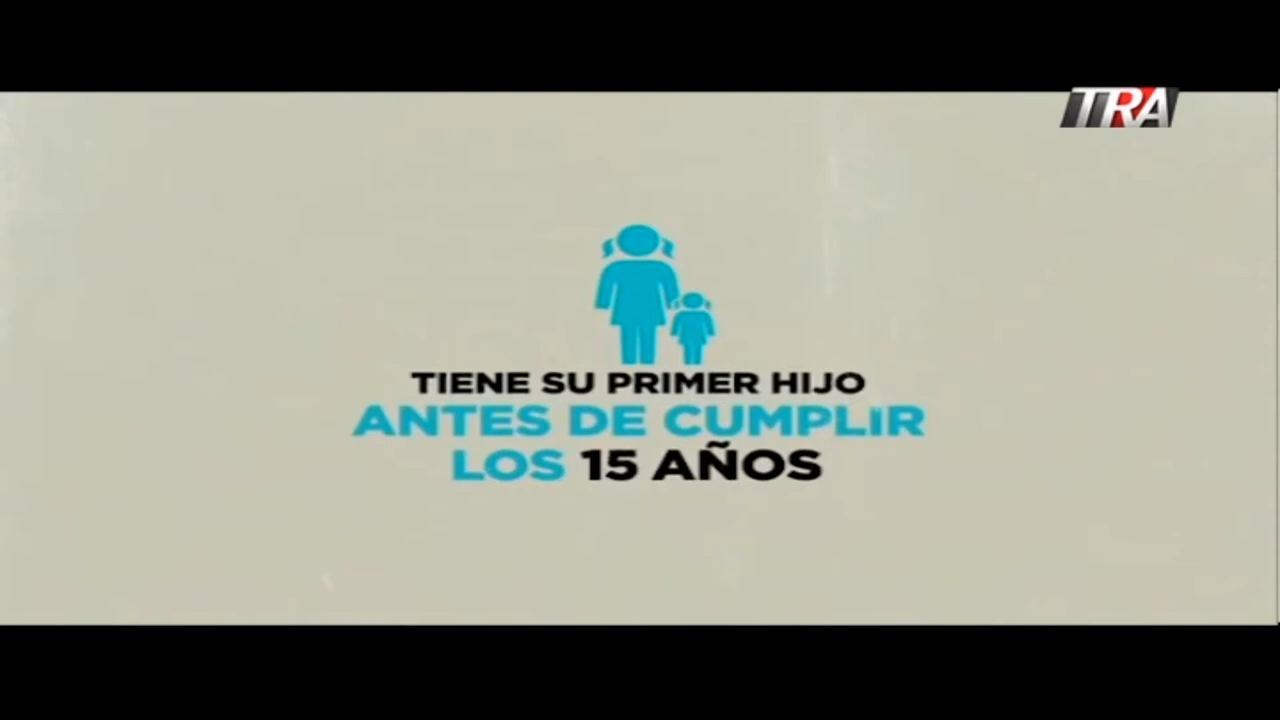 TRA
TIENE SU PRIMER HIJO
ANTES DE CUMPLIR
LOS 15 AÑOS